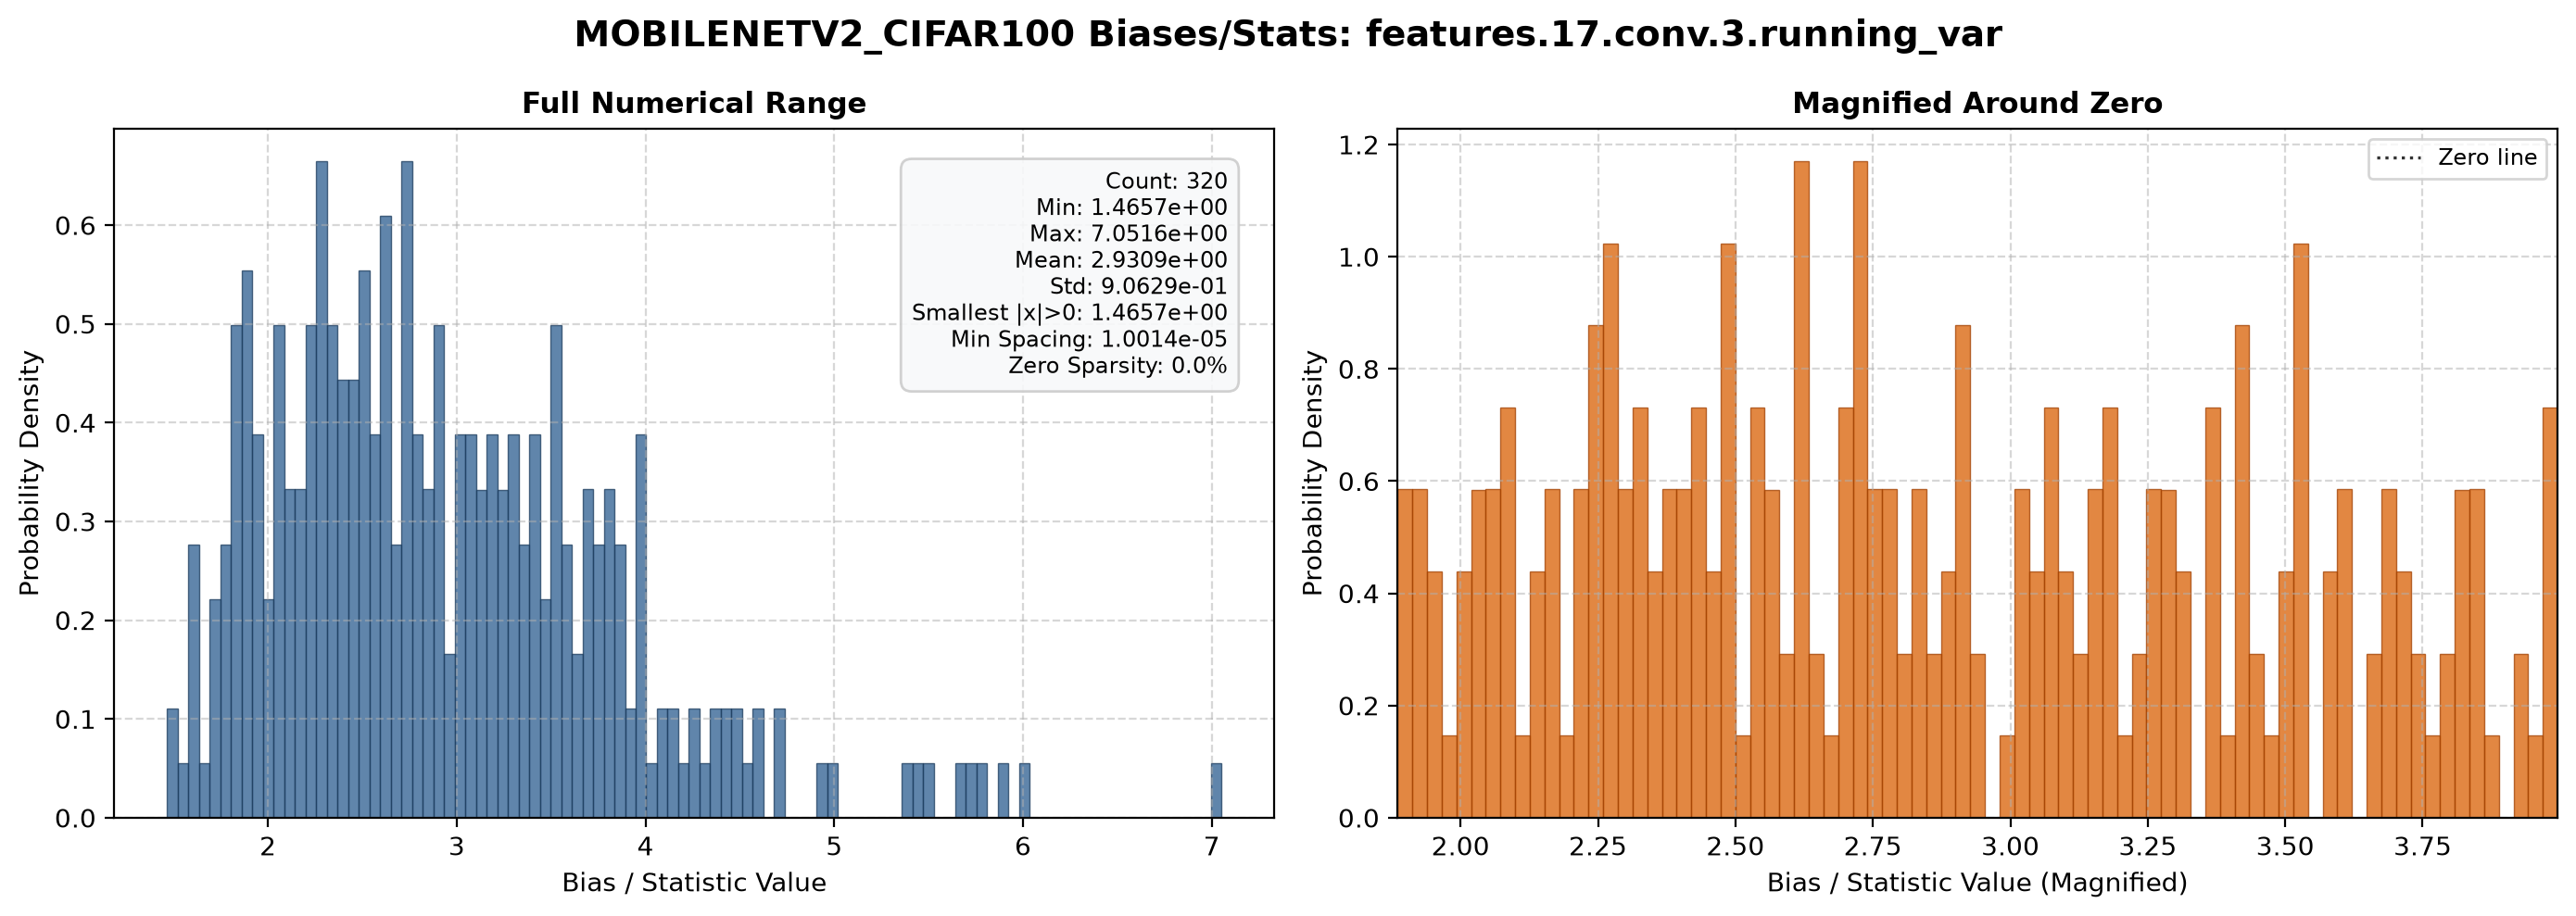 MOBILENETV2_CIFAR100 Biases/Stats: features.17.conv.3.running_var
Full Numerical Range
Probability Density
0.6
0.5
0.4
0.3
0.2
0.1
0.0
Count: 320
Min: 1.4657e+00
Max: 7.0516e+00
Mean: 2.9309e+00
Std: 9.0629e-01
Smallest |x|>0: 1.4657e+00
Min Spacing: 1.0014e-05
Zero Sparsity: 0.0%
2 3 4 5 6 7
Bias / Statistic Value
Magnified Around Zero
Probability Density
1.2
1.0
0.8
0.6
0.4
0.2
0.0
Zero line
2.00 2.25 2.50 2.75 3.00 3.25 3.50 3.75
Bias / Statistic Value (Magnified)